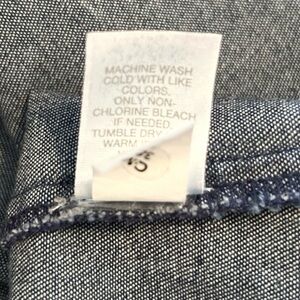 MACHINE WASH
COLD WITH LIKE
COLORS.
ONLY NON-
CHLORINE BLEACH
IF NEEDED.
TUMBLE DRY
WARM